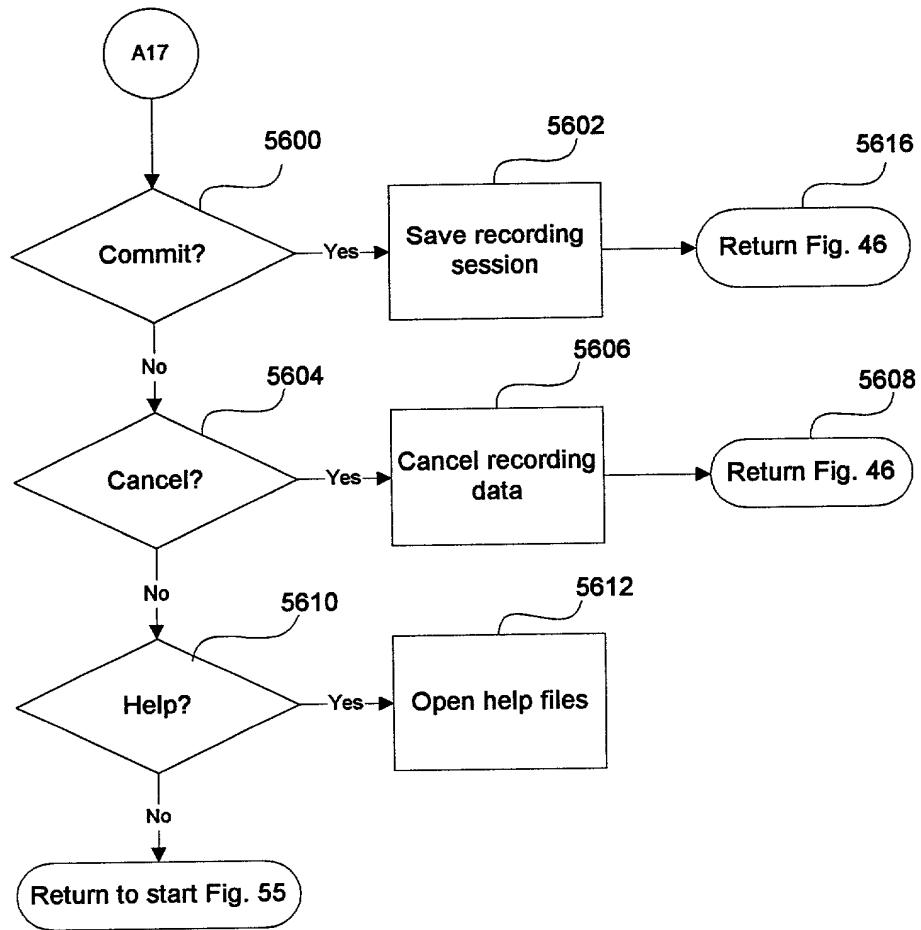 A17
5600
5602
5616
Commit?
Yes
Save recording
session
Return Fig. 46
No
5604
5606
5608
Cancel?
Yes
Cancel recording
data
Return Fig. 46
No
5610
5612
Help?
Yes
Open help files
No
Return to start Fig. 55